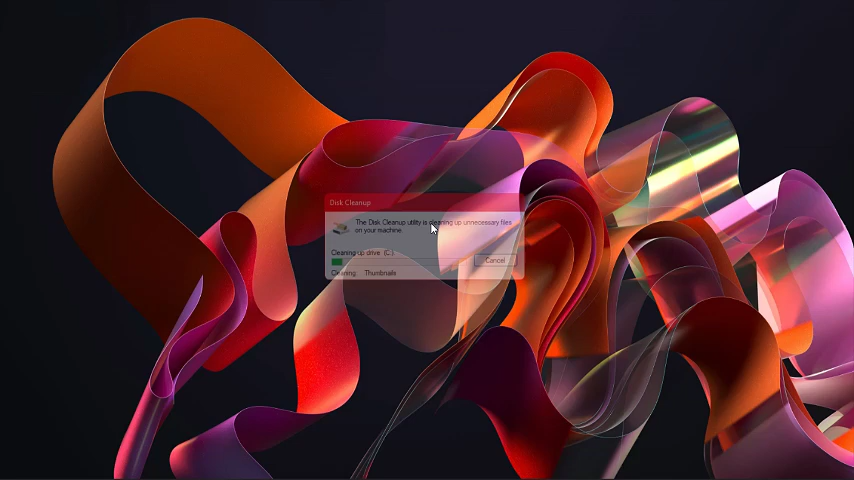 Disk Cleanup
The Disk Cleanup utility is cleaning up unnecessary files
on your machine.
Cleaning up drive (C:)
Cancel
Cleaning Thumbnails